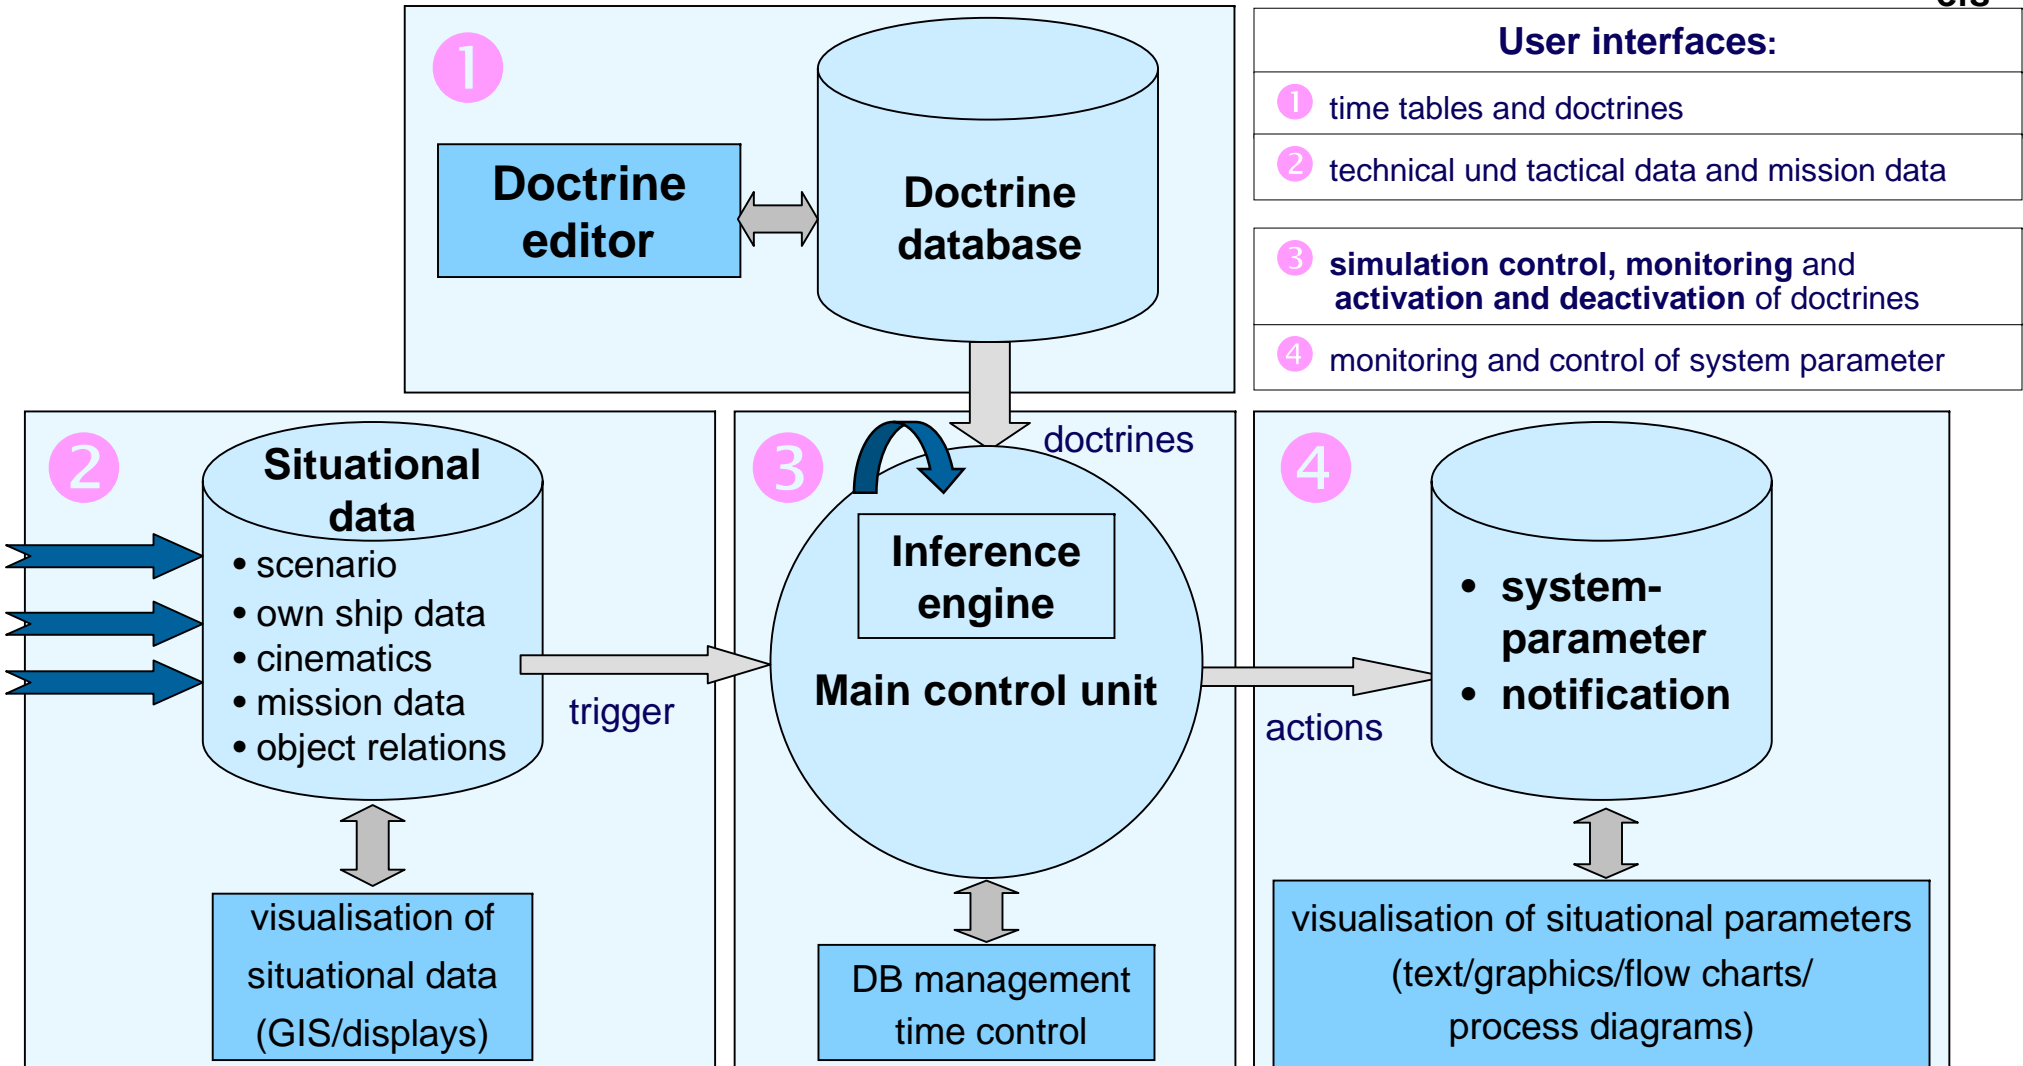 ers
User interfaces:
1 time tables and doctrines
2 technical und tactical data and mission data
3 simulation control, monitoring and
activation and deactivation of doctrines
4 monitoring and control of system parameter
1
Doctrine
editor
Doctrine
database
doctrines
2
Situational
data
• scenario
• own ship data
• cinematics
• mission data
• object relations
trigger
visualisation of
situational data
(GIS/displays)
3
Inference
engine
Main control unit
DB management
time control
actions
4
• system-
parameter
• notification
visualisation of situational parameters
(text/graphics/flow charts/
process diagrams)